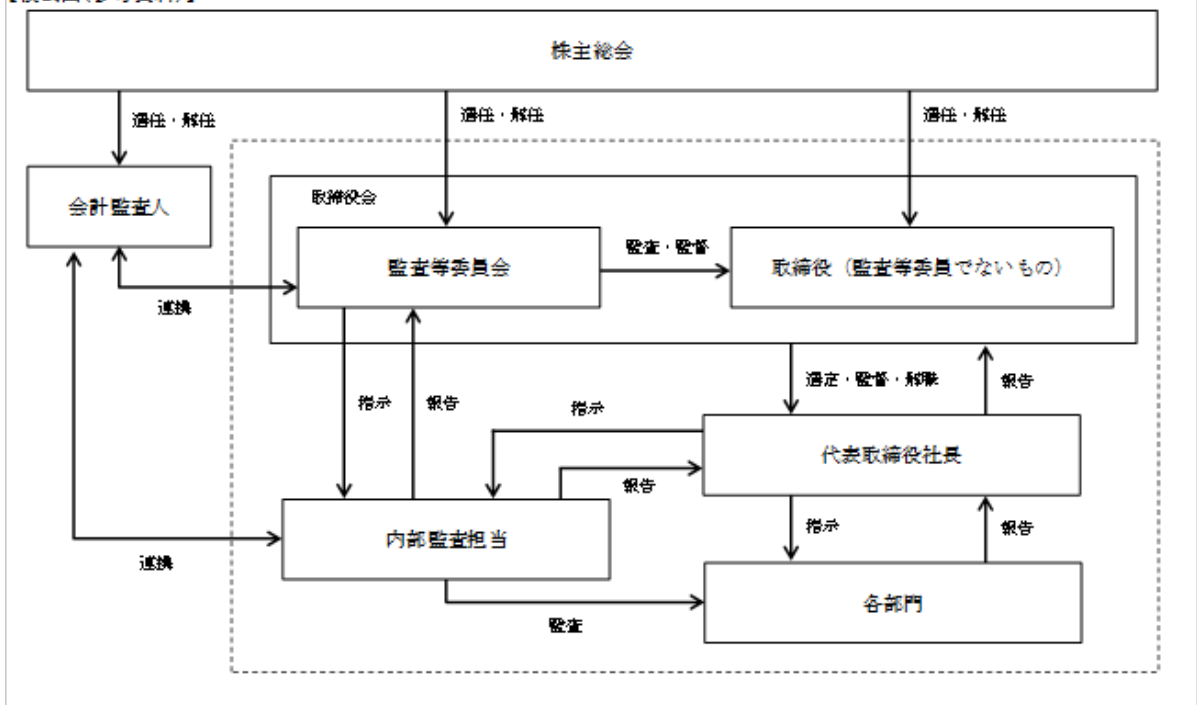 株主総会
選任・解任
選任・解任
選任・解任
会計監査人
取締役会
監査等委員会
監査・監督
取締役（監査等委員でないもの）
連携
選定・監督・解職
報告
指示
報告
指示
代表取締役社長
報告
内部監査担当
指示
報告
連携
各部門
監査